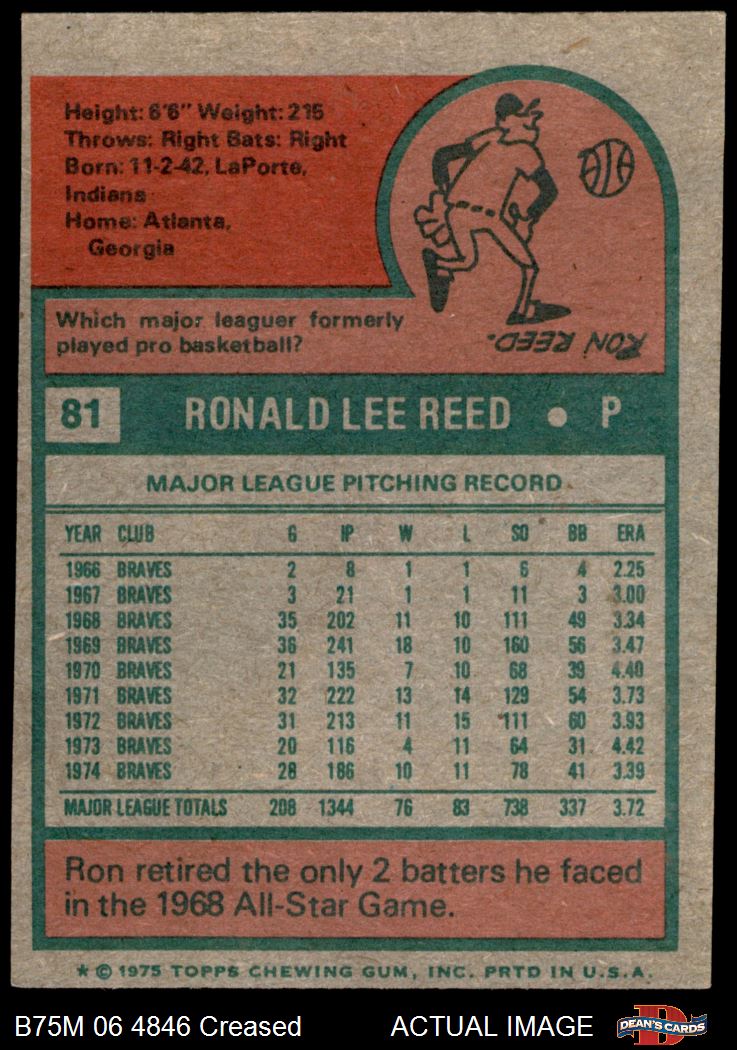 Height: 6'6" Weight: 215
Throws: Right Bats: Right
Born: 11-2-42, LaPorte,
Indiana
Home: Atlanta,
Georgia
Which major leaguer formerly
played pro basketball?
RON REED.
81 RONALD LEE REED ● P
MAJOR LEAGUE PITCHING RECORD
YEAR CLUB G IP W L SO BB ERA
1966 BRAVES 2 8 1 1 6 4 2.25
1967 BRAVES 3 21 1 1 11 3 3.00
1968 BRAVES 35 202 11 10 111 49 3.34
1969 BRAVES 36 241 18 10 160 56 3.47
1970 BRAVES 21 135 7 10 68 39 4.40
1971 BRAVES 32 222 13 14 129 54 3.73
1972 BRAVES 31 213 11 15 111 60 3.93
1973 BRAVES 20 116 4 11 64 31 4.42
1974 BRAVES 28 186 10 11 78 41 3.39
MAJOR LEAGUE TOTALS 208 1344 76 83 738 337 3.72
Ron retired the only 2 batters he faced
in the 1968 All-Star Game.
★ © 1975 TOPPS CHEWING GUM, INC. PRTD IN U.S.A.
B75M 06 4846 Creased ACTUAL IMAGE DEAN'S CARDS